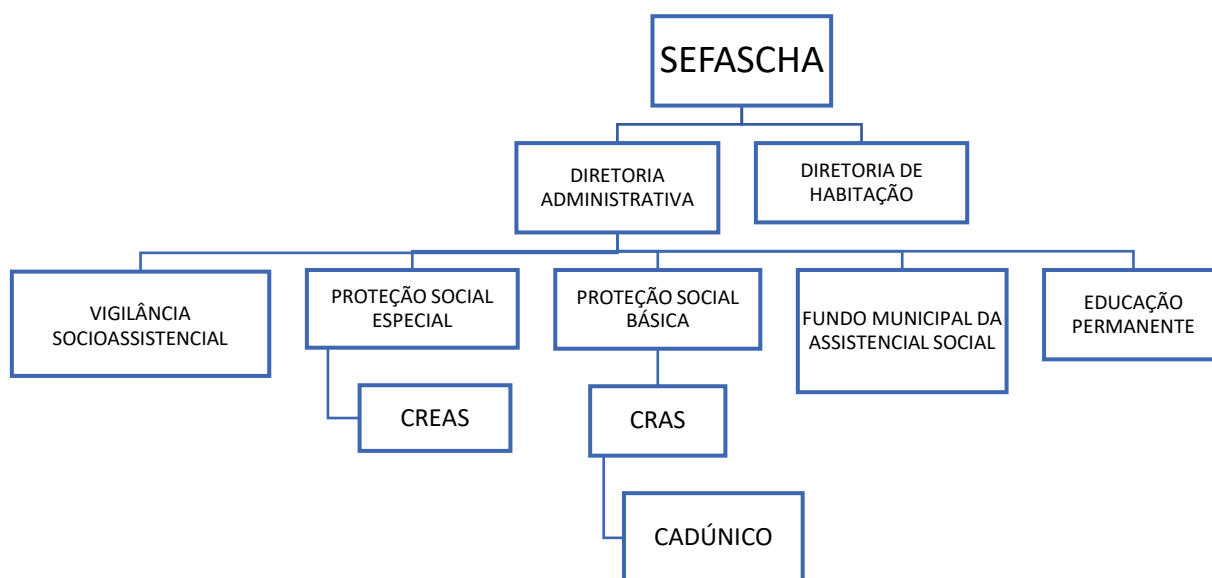 SEFASCHA
DIRETORIA
ADMINISTRATIVA
DIRETORIA DE
HABITAÇÃO
VIGILÂNCIA
SOCIOASSISTENCIAL
PROTEÇÃO SOCIAL
ESPECIAL
PROTEÇÃO SOCIAL
BÁSICA
FUNDO MUNICIPAL DA
ASSISTENCIAL SOCIAL
EDUCAÇÃO
PERMANENTE
CREAS
CRAS
CADÚNICO